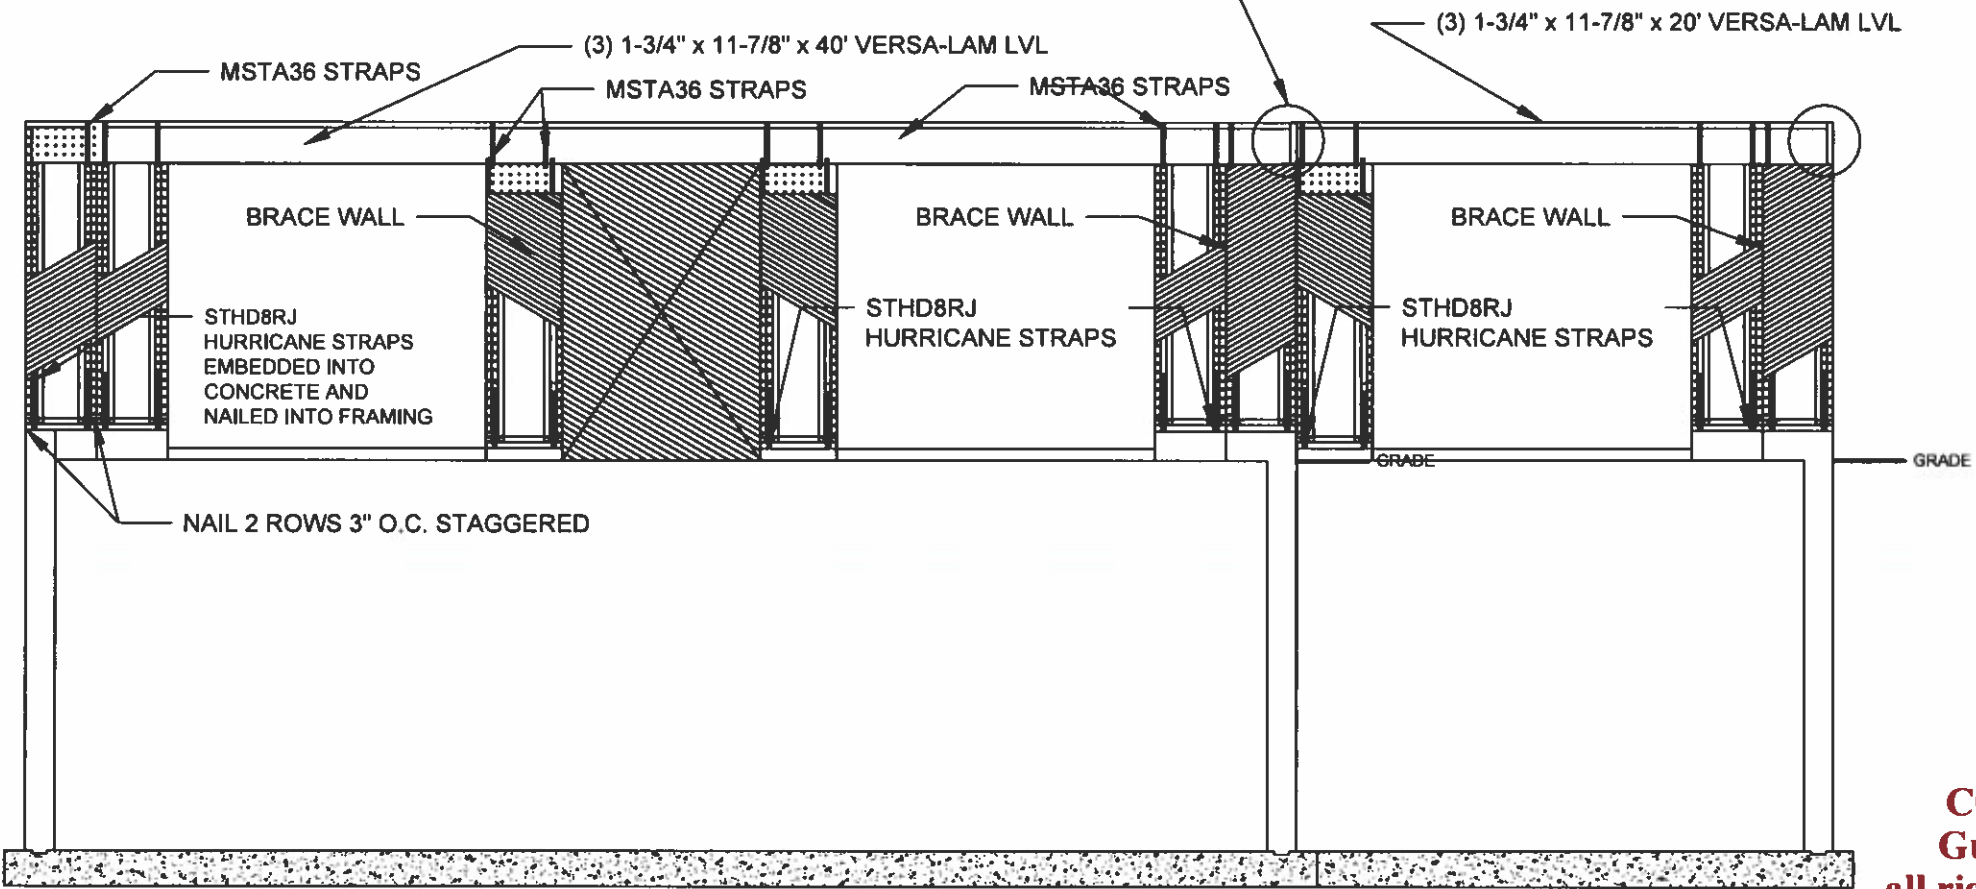 (3) 1-3/4" x 11-7/8" x 20' VERSA-LAM LVL
(3) 1-3/4" x 11-7/8" x 40' VERSA-LAM LVL
MSTA36 STRAPS
MSTA36 STRAPS
MSTA36 STRAPS
BRACE WALL
BRACE WALL
BRACE WALL
STHD8RJ
HURRICANE STRAPS
EMBEDDED INTO
CONCRETE AND
NAILED INTO FRAMING
STHD8RJ
HURRICANE STRAPS
STHD8RJ
HURRICANE STRAPS
GRADE
GRADE
NAIL 2 ROWS 3" O.C. STAGGERED
all